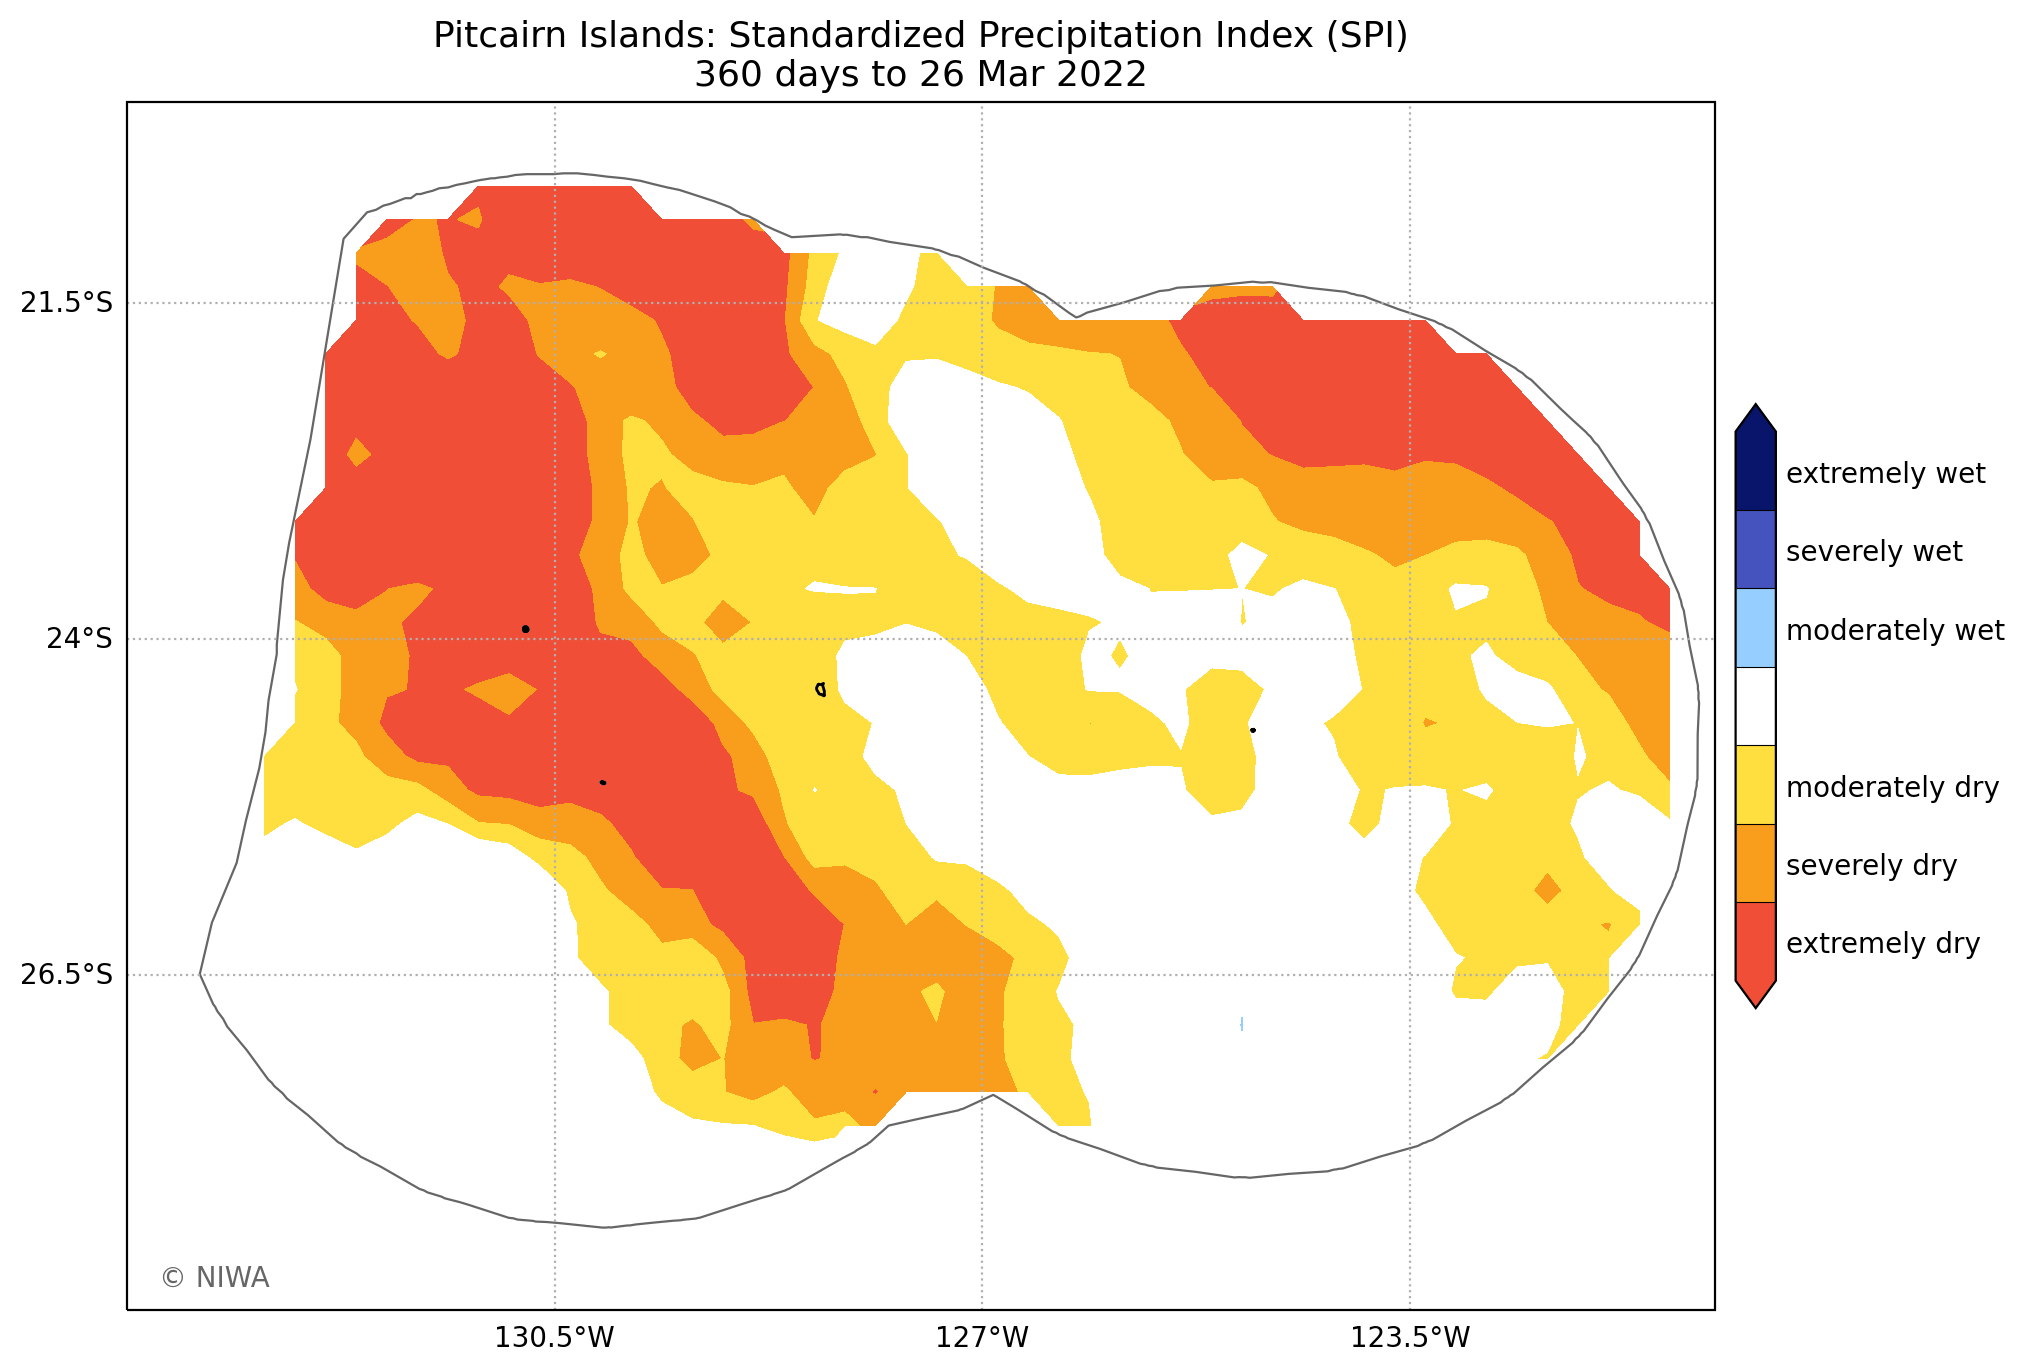 Pitcairn Islands: Standardized Precipitation Index (SPI)
360 days to 26 Mar 2022
21.5°S
24°S
26.5°S
130.5°W
127°W
123.5°W
extremely wet
severely wet
moderately wet
moderately dry
severely dry
extremely dry
© NIWA